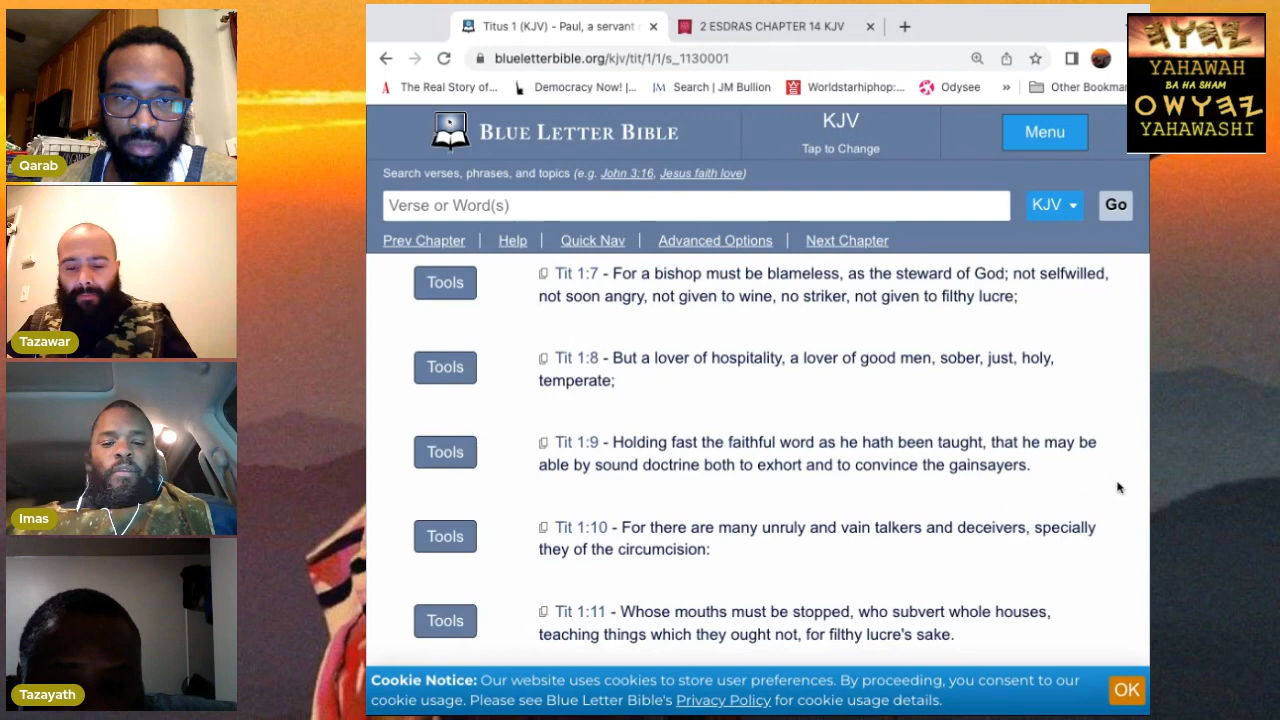 Qarab
Tazawar
Imas
Tazayath
Titus 1 (KJV) - Paul, a servant
2 ESDRAS CHAPTER 14 KJV
blueletterbible.org/kjv/tit/1/1/s_1130001
The Real Story of...
Democracy Now! |...
JM
Search | JM Bullion
Worldstarhiphop:...
Odysee
»
Other Bookmar
BLUE LETTER BIBLE
KJV
Tap to Change
Menu
Search verses, phrases, and topics (e.g. John 3:16, Jesus faith love)
Verse or Word(s)
KJV
Go
Prev Chapter | Help | Quick Nav | Advanced Options | Next Chapter
Tools
Tit 1:7 - For a bishop must be blameless, as the steward of God; not selfwilled,
not soon angry, not given to wine, no striker, not given to filthy lucre;
Tools
Tit 1:8 - But a lover of hospitality, a lover of good men, sober, just, holy,
temperate;
Tools
Tit 1:9 - Holding fast the faithful word as he hath been taught, that he may be
able by sound doctrine both to exhort and to convince the gainsayers.
Tools
Tit 1:10 - For there are many unruly and vain talkers and deceivers, specially
they of the circumcision:
Tools
Tit 1:11 - Whose mouths must be stopped, who subvert whole houses,
teaching things which they ought not, for filthy lucre's sake.
Cookie Notice: Our website uses cookies to store user preferences. By proceeding, you consent to our
cookie usage. Please see Blue Letter Bible's Privacy Policy for cookie usage details.
OK
YAHAWAH
BA HA SHAM
YAHAWASHI